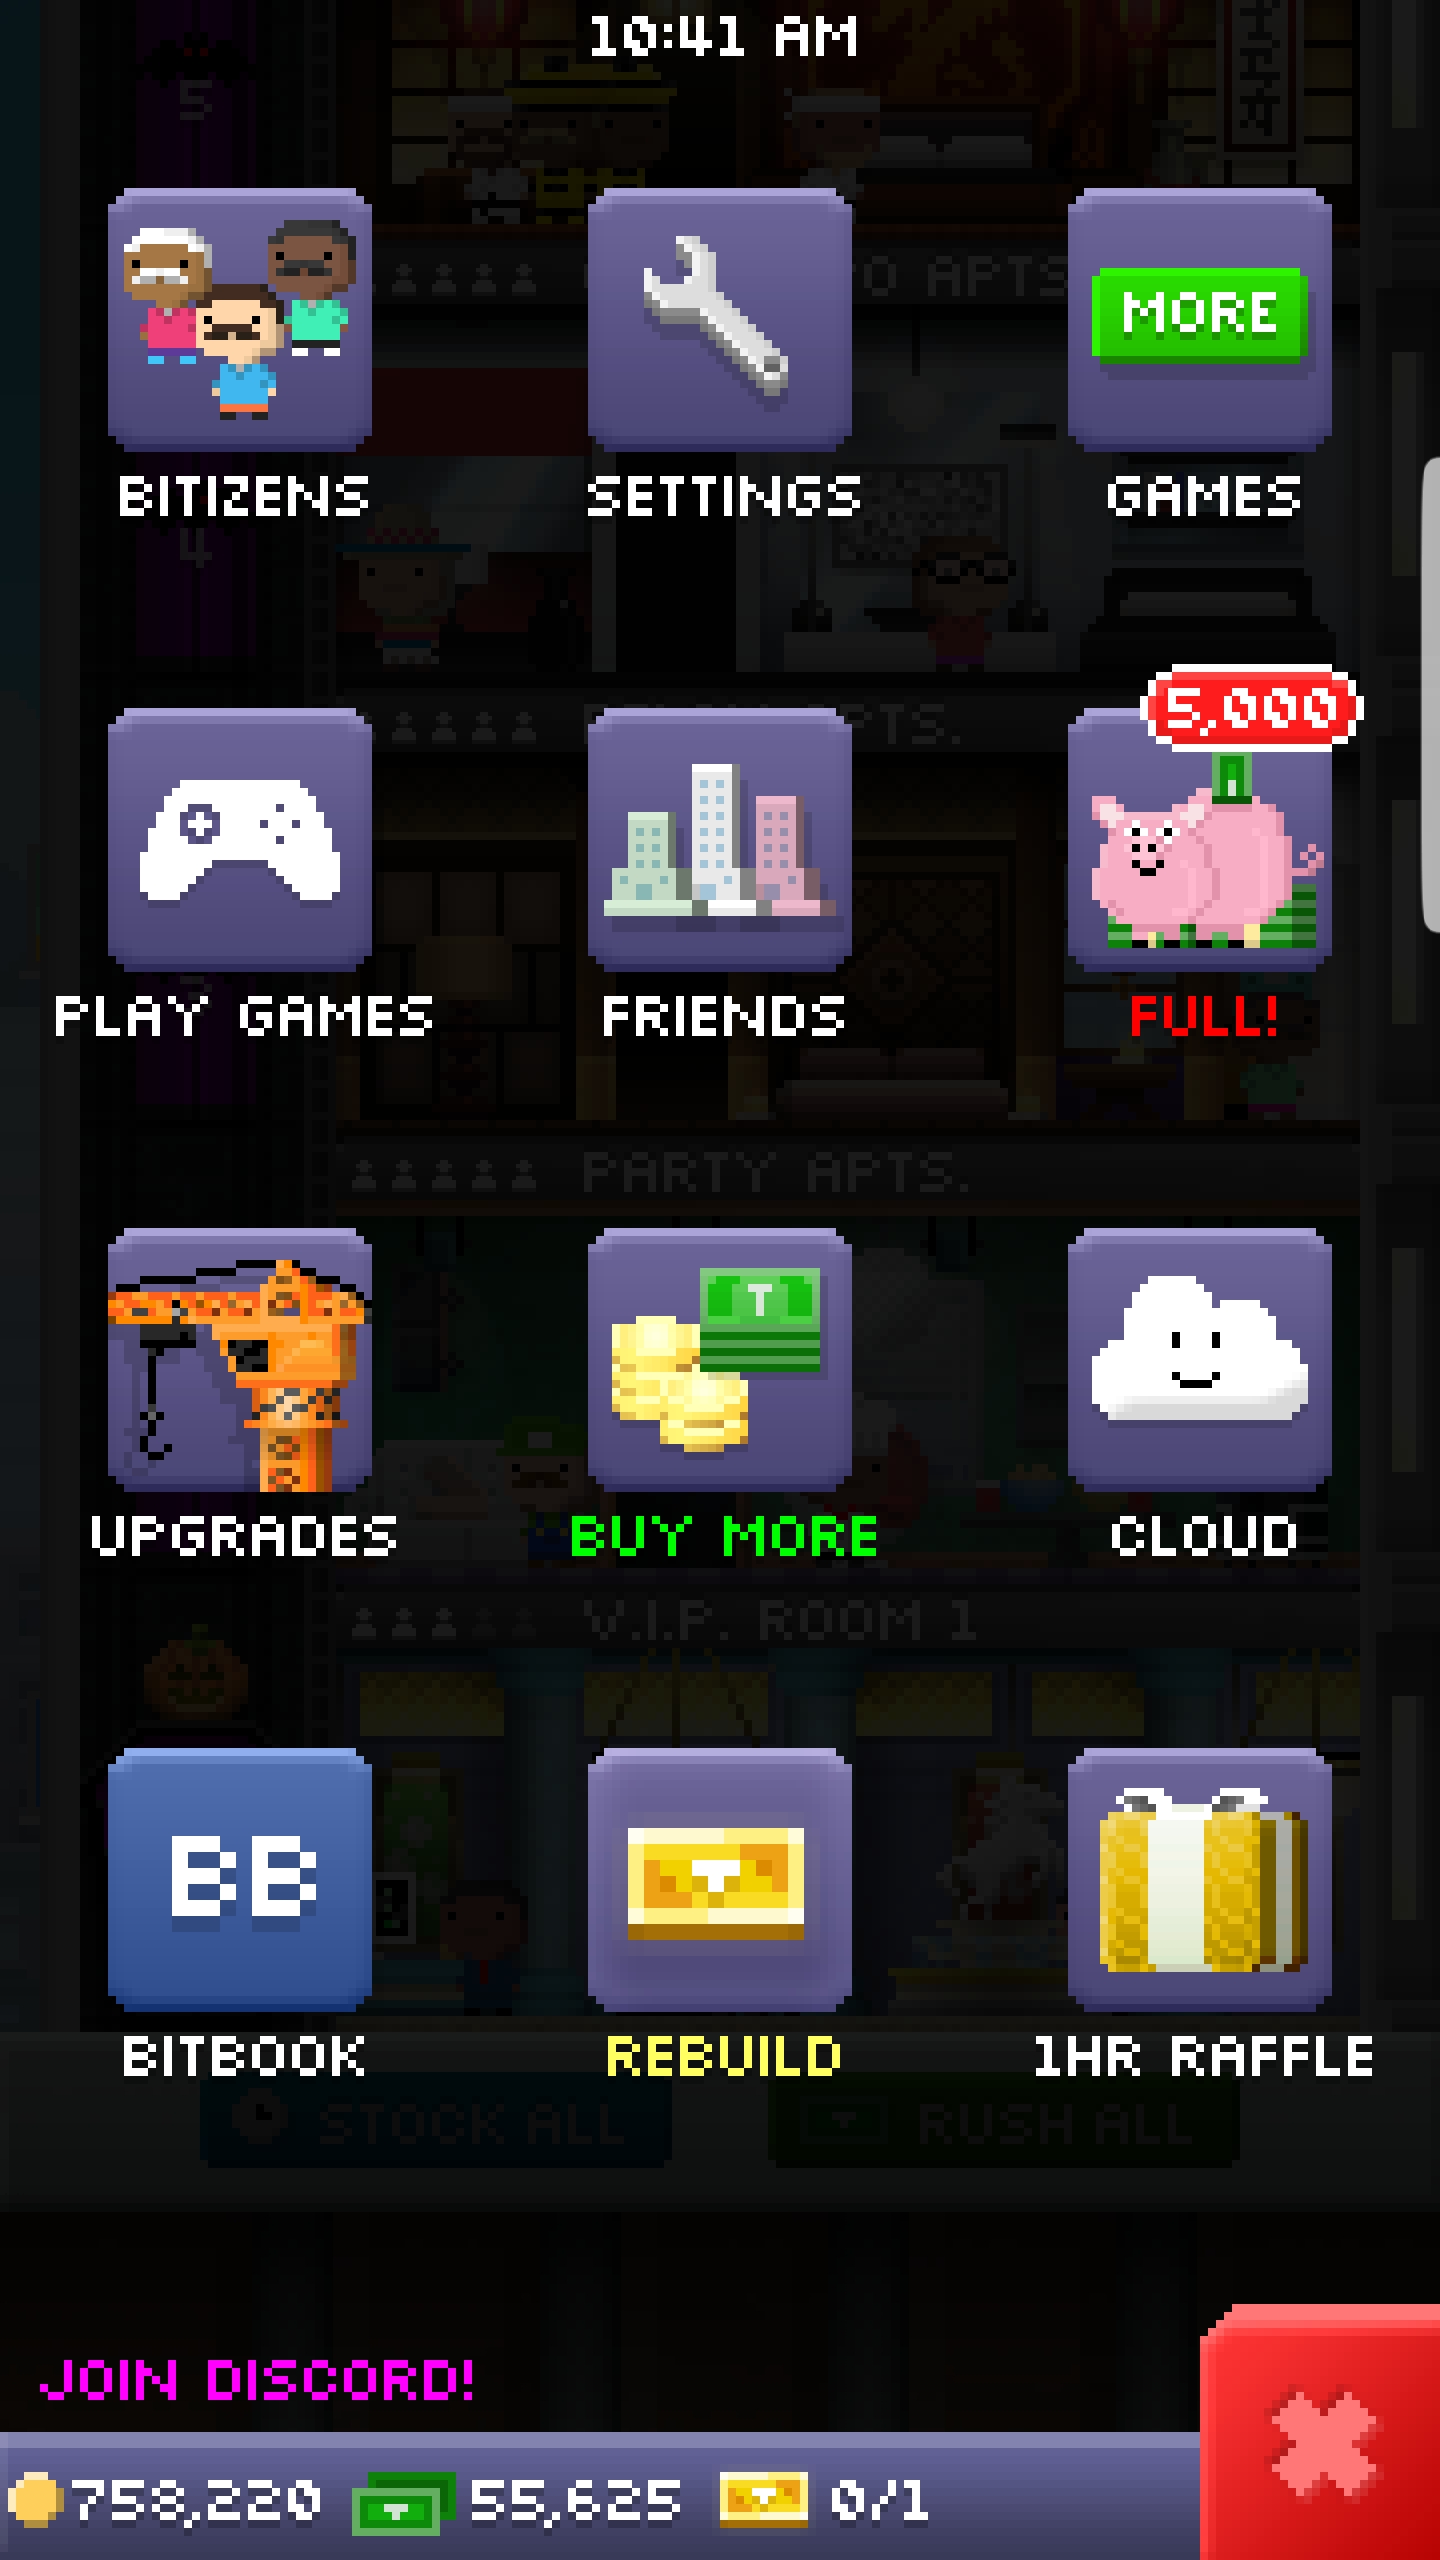 10:41 AM
5
MORE
BITIZENS
SETTINGS
GAMES
4
5,000
PLAY GAMES
FRIENDS
FULL!
PARTY APTS.
T
UPGRADES
BUY MORE
CLOUD
V.I.P. ROOM 1
BB
BITBOOK
REBUILD
1HR RAFFLE
STOCK ALL
RUSH ALL
JOIN DISCORD!
758,220 55,625 0/1